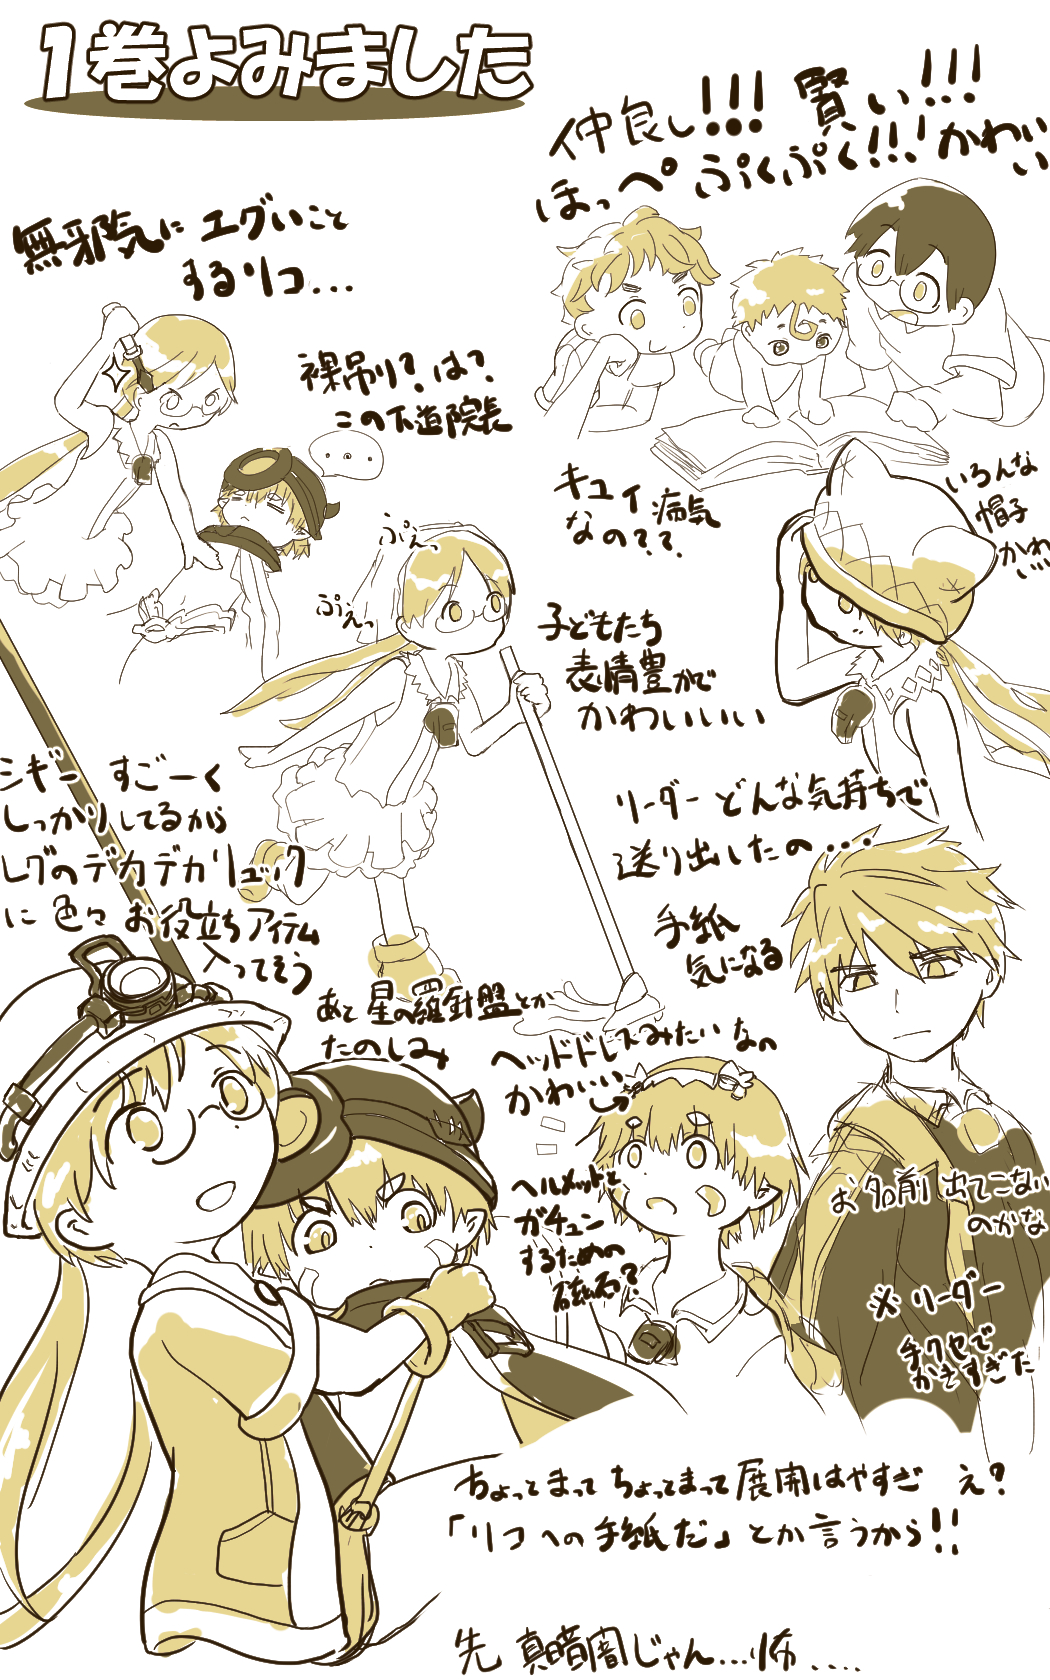 1巻よみました
仲良し!!! 賢い!!!
ほっぺ ぷくぷく!!! かわいい
無邪気に エグいこと
するリコ...
裸吊り? は?
この下道院長
キュイ病気
なの??
いろんな
帽子
かわいい
ぷえっ
ぷぇっ
子どもたち
表情豊かで
かわいいいい
シギー すごーく
しっかりしてるから
レグのデカデカリュック
に 色々 お役立ちアイテム
入ってそう
リーダー どんな気持ちで
送り出したの...
手紙
気になる
あと 星の羅針盤とか
たのしみ
ヘッドドレスみたいなの
かわいい
ヘルメットと
ガチュン
するための
磁石?
お名前 出てこない
のかな
※ リーダー
手クセで
かきすぎた
ちょっとまって ちょっとまって 展開はやすぎ え?
「リコへの手紙だ」とか言うから!!
先 真暗闇じゃん...怖....